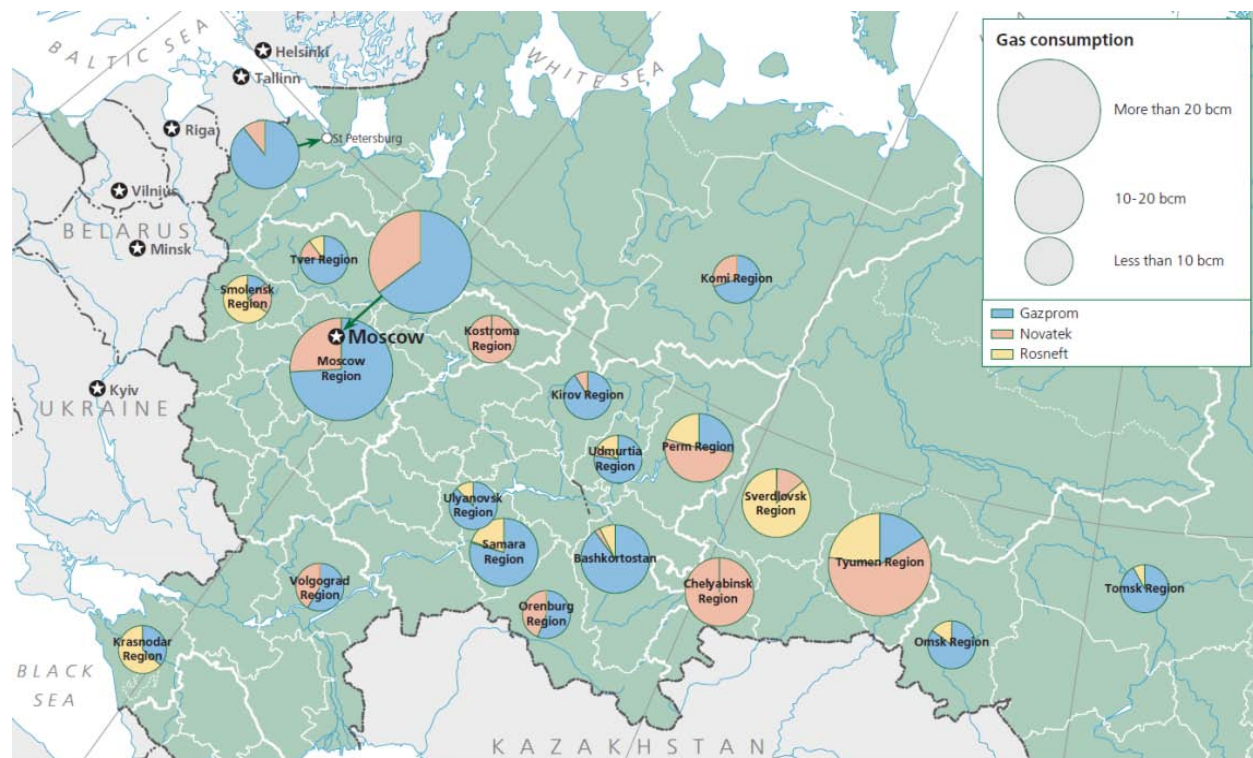 BALTIC SEA
Helsinki
Tallinn
Riga
Vilnius
BELARUS
Minsk
Kyiv
UKRAINE
BLACK
SEA
WHITE SEA
St Petersburg
Tver Region
Smolensk
Region
Moscow
Moscow
Region
Kostroma
Region
Komi Region
Kirov Region
Udmurtia
Region
Perm Region
Sverdlovsk
Region
Ulyanovsk
Region
Samara
Region
Bashkortostan
Volgograd
Region
Orenburg
Region
Chelyabinsk
Region
Tyumen Region
Tomsk Region
Omsk Region
Krasnodar
Region
KAZAKHSTAN
Gas consumption
More than 20 bcm
10-20 bcm
Less than 10 bcm
Gazprom
Novatek
Rosneft